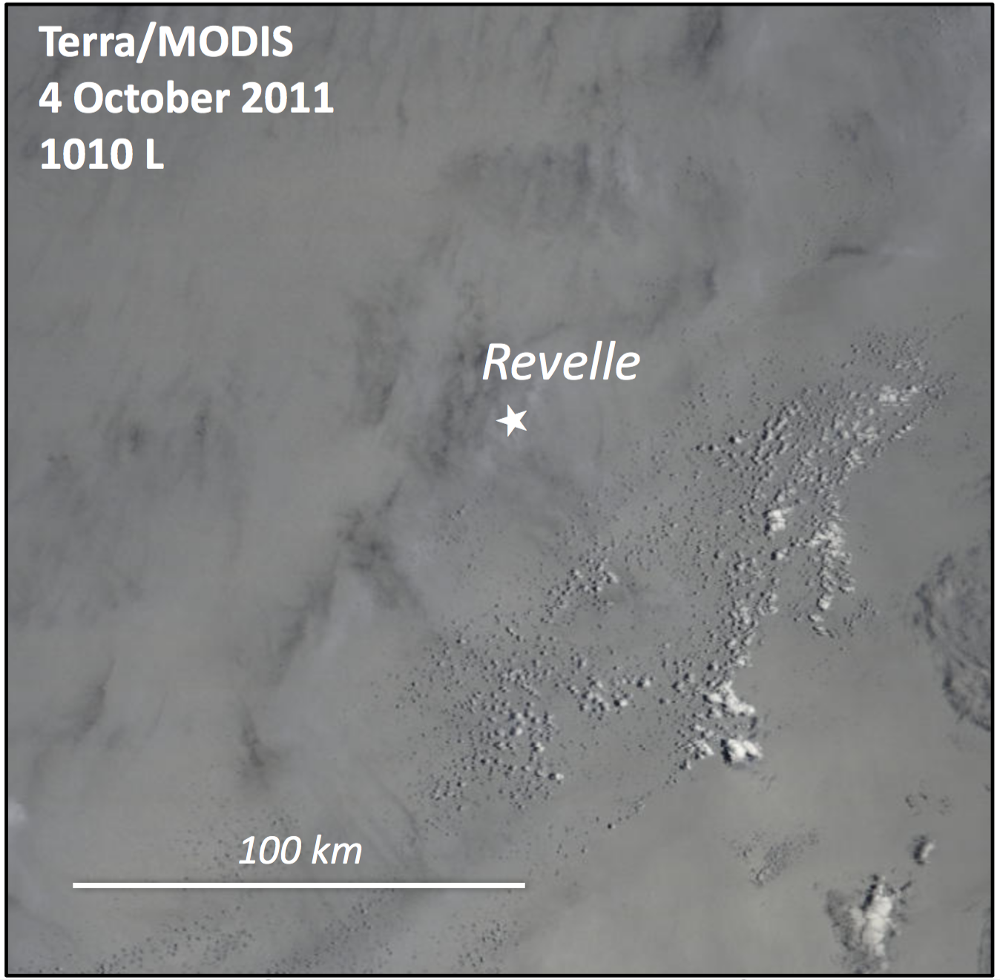 Terra/MODIS
4 October 2011
1010 L
Revelle
100 km